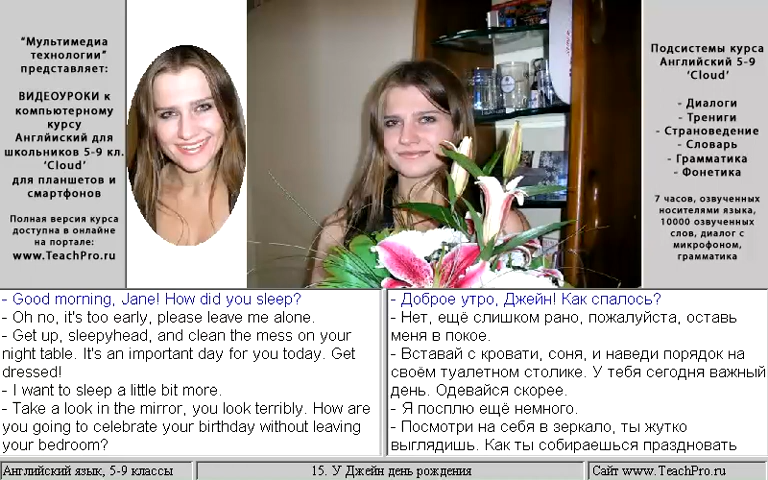 "Мультимедиа
технологии"
представляет:
ВИДЕОУРОКИ к
компьютерному
курсу
Английский для
школьников 5-9 кл.
'Cloud'
для планшетов и
смартфонов
Полная версия курса
доступна в онлайне
на портале:
www.TeachPro.ru
Подсистемы курса
Английский 5-9
'Cloud'
- Диалоги
- Трениги
- Страноведение
- Словарь
- Грамматика
- Фонетика
7 часов, озвученных
носителями языка,
10000 озвученных
слов, диалог с
микрофоном,
грамматика
- Good morning, Jane! How did you sleep?
- Oh no, it's too early, please leave me alone.
- Get up, sleepyhead, and clean the mess on your
night table. It's an important day for you today. Get
dressed!
- I want to sleep a little bit more.
- Take a look in the mirror, you look terribly. How are
you going to celebrate your birthday without leaving
your bedroom?
- Доброе утро, Джейн! Как спалось?
- Нет, ещё слишком рано, пожалуйста, оставь
меня в покое.
- Вставай с кровати, соня, и наведи порядок на
своём туалетном столике. У тебя сегодня важный
день. Одевайся скорее.
- Я посплю ещё немного.
- Посмотри на себя в зеркало, ты жутко
выглядишь. Как ты собираешься праздновать
Английский язык, 5-9 классы
15. У Джейн день рождения
Сайт www.TeachPro.ru